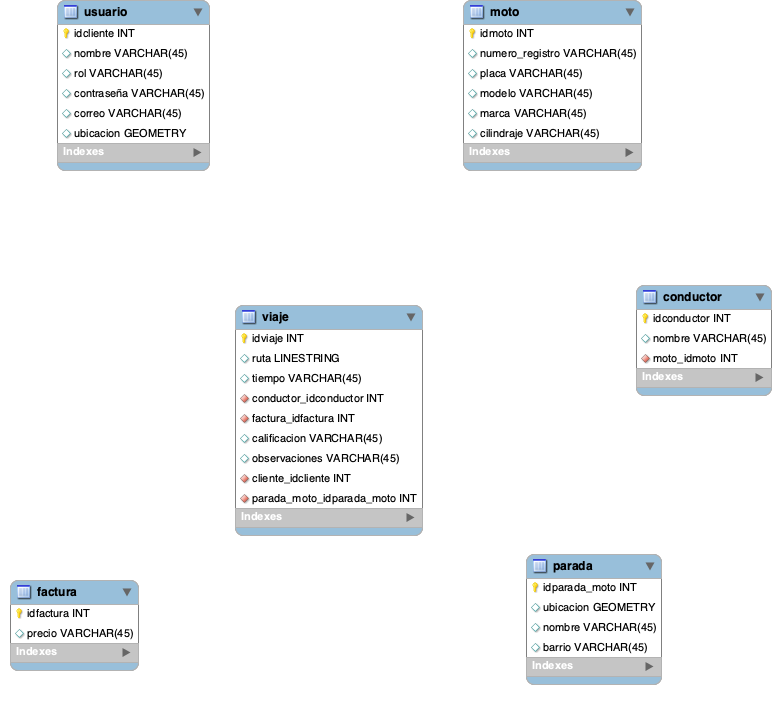 usuario
idcliente INT
nombre VARCHAR(45)
rol VARCHAR(45)
contraseña VARCHAR(45)
correo VARCHAR(45)
ubicacion GEOMETRY
Indexes
moto
idmoto INT
numero_registro VARCHAR(45)
placa VARCHAR(45)
modelo VARCHAR(45)
marca VARCHAR(45)
cilindraje VARCHAR(45)
Indexes
viaje
idviaje INT
ruta LINESTRING
tiempo VARCHAR(45)
conductor_idconductor INT
factura_idfactura INT
calificacion VARCHAR(45)
observaciones VARCHAR(45)
cliente_idcliente INT
parada_moto_idparada_moto INT
Indexes
conductor
idconductor INT
nombre VARCHAR(45)
moto_idmoto INT
Indexes
factura
idfactura INT
precio VARCHAR(45)
Indexes
parada
idparada_moto INT
ubicacion GEOMETRY
nombre VARCHAR(45)
barrio VARCHAR(45)
Indexes